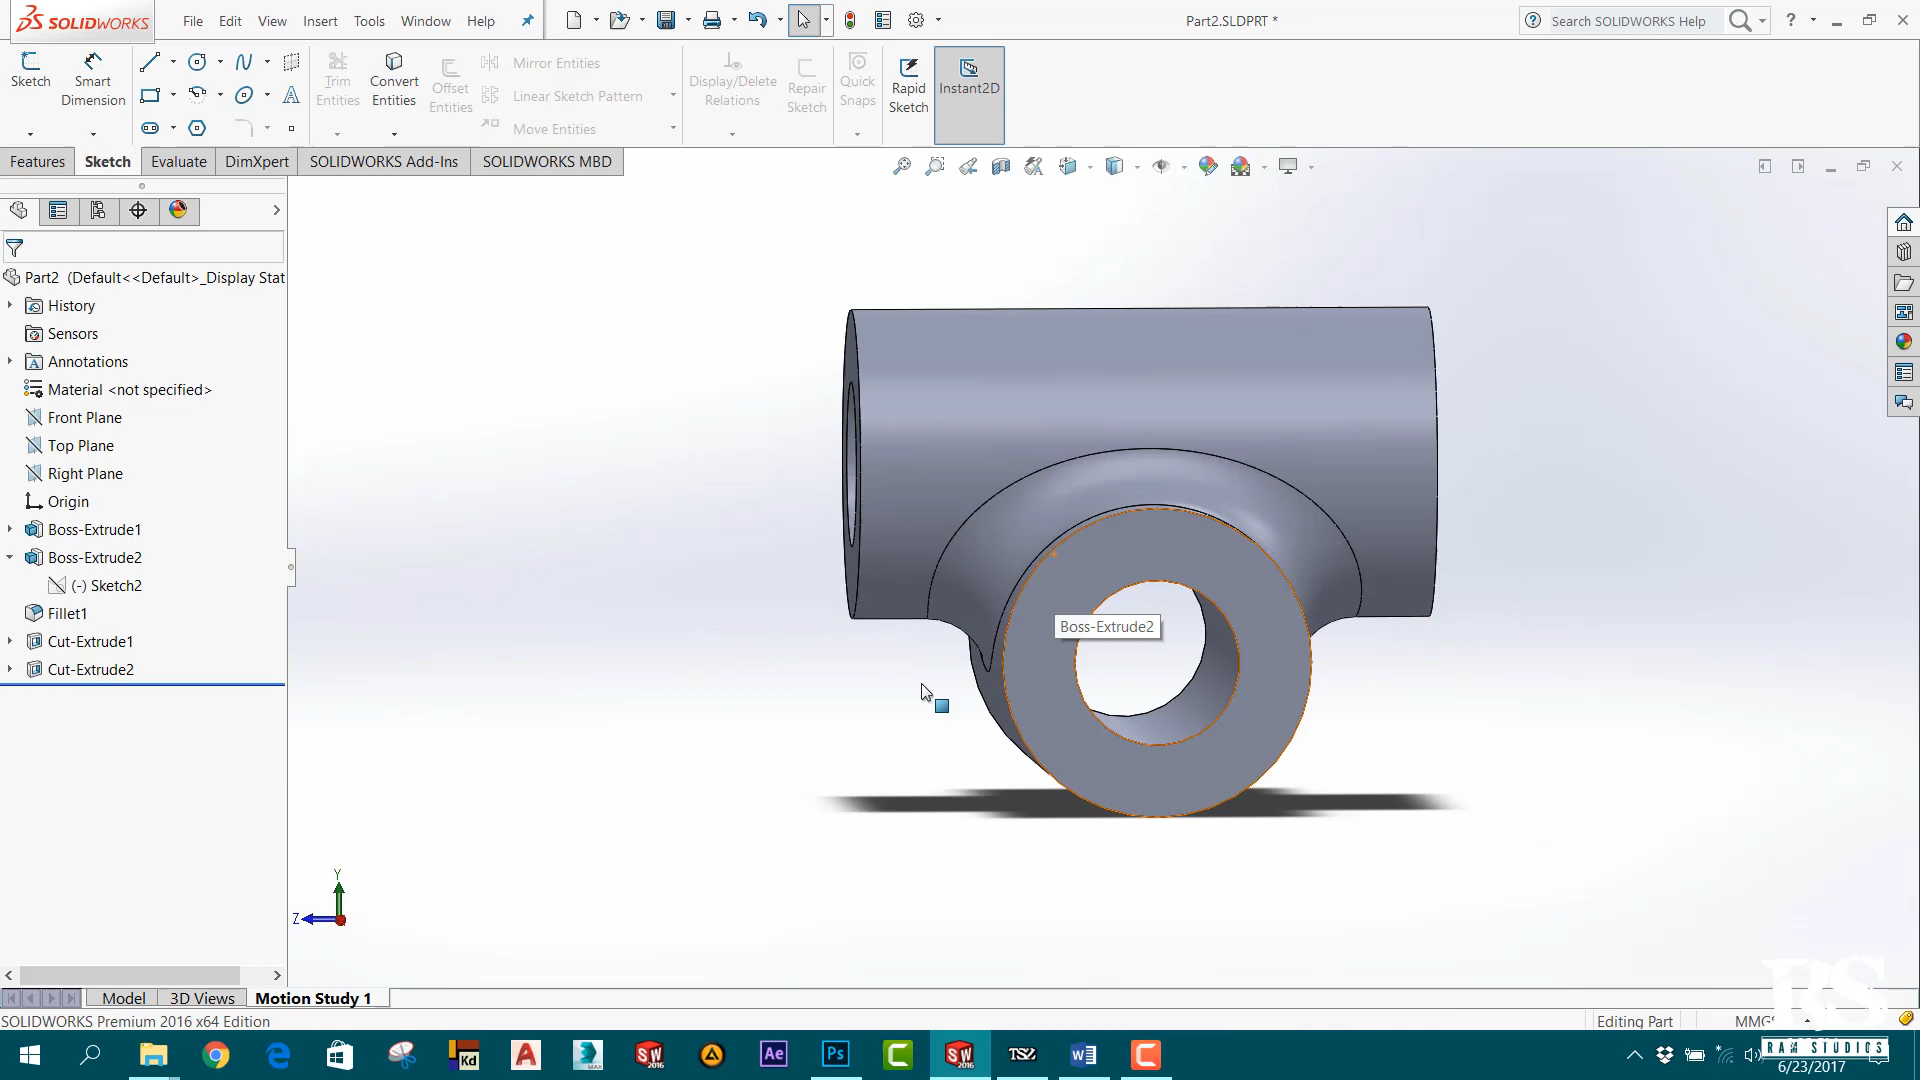 SOLIDWORKS
File Edit View Insert Tools Window Help
Part2.SLDPRT *
Search SOLIDWORKS Help
Sketch
Smart Dimension
Trim Entities
Convert Entities
Offset Entities
Mirror Entities
Linear Sketch Pattern
Move Entities
Display/Delete Relations
Repair Sketch
Quick Snaps
Rapid Sketch
Instant2D
Features Sketch Evaluate DimXpert SOLIDWORKS Add-Ins SOLIDWORKS MBD
Part2 (Default<<Default>_Display Stat
History
Sensors
Annotations
Material <not specified>
Front Plane
Top Plane
Right Plane
Origin
Boss-Extrude1
Boss-Extrude2
(-) Sketch2
Fillet1
Cut-Extrude1
Cut-Extrude2
Boss-Extrude2
Y
Z
Model 3D Views Motion Study 1
SOLIDWORKS Premium 2016 x64 Edition
Editing Part
MMGS
RS
RAM STUDIOS
6/23/2017